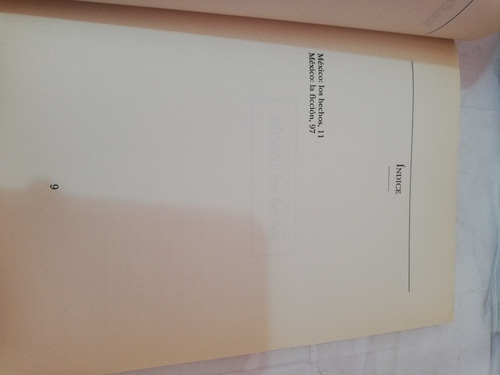 ÍNDICE
México: los hechos, 11
México: la ficción, 97
9